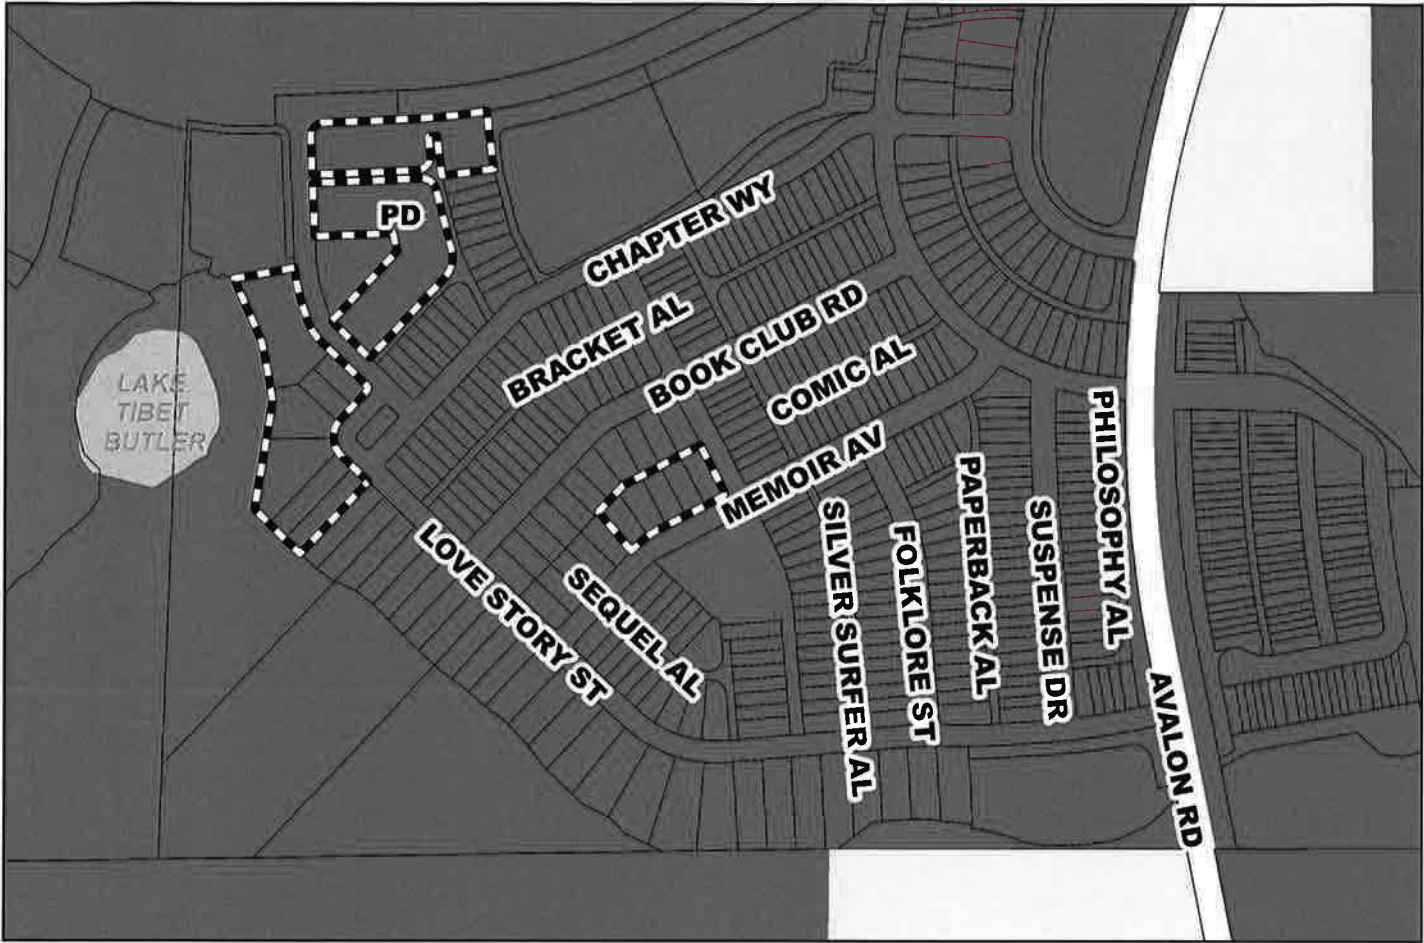 PD
CHAPTER WY
BRACKET AL
BOOK CLUB RD
COMIC AL
LAKE
TIBET
BUTLER
MEMOIR AV
PHILOSOPHY AL
PAPERBACK AL
SUSPENSE DR
SILVER SURFER AL
FOLKLORE ST
LOVE STORY ST
SEQUEL AL
AVALON RD